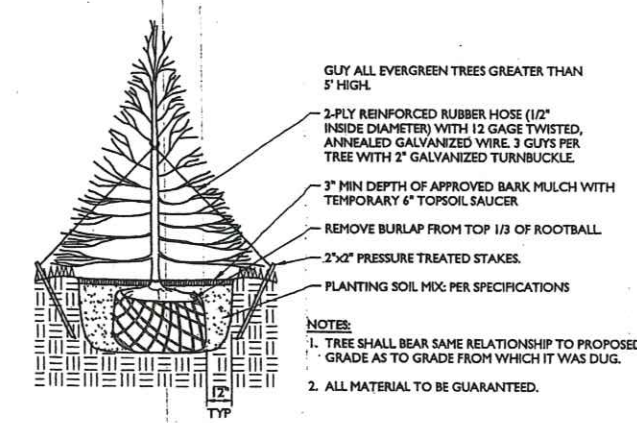 GUY ALL EVERGREEN TREES GREATER THAN
5' HIGH.
2-PLY REINFORCED RUBBER HOSE (1/2"
INSIDE DIAMETER) WITH 12 GAGE TWISTED,
ANNEALED GALVANIZED WIRE. 3 GUYS PER
TREE WITH 2" GALVANIZED TURNBUCKLE.
3" MIN DEPTH OF APPROVED BARK MULCH WITH
TEMPORARY 6" TOPSOIL SAUCER
REMOVE BURLAP FROM TOP 1/3 OF ROOTBALL.
2"x2" PRESSURE TREATED STAKES.
PLANTING SOIL MIX: PER SPECIFICATIONS
NOTES:
1. TREE SHALL BEAR SAME RELATIONSHIP TO PROPOSED
GRADE AS TO GRADE FROM WHICH IT WAS DUG.
2. ALL MATERIAL TO BE GUARANTEED.
12"
TYP